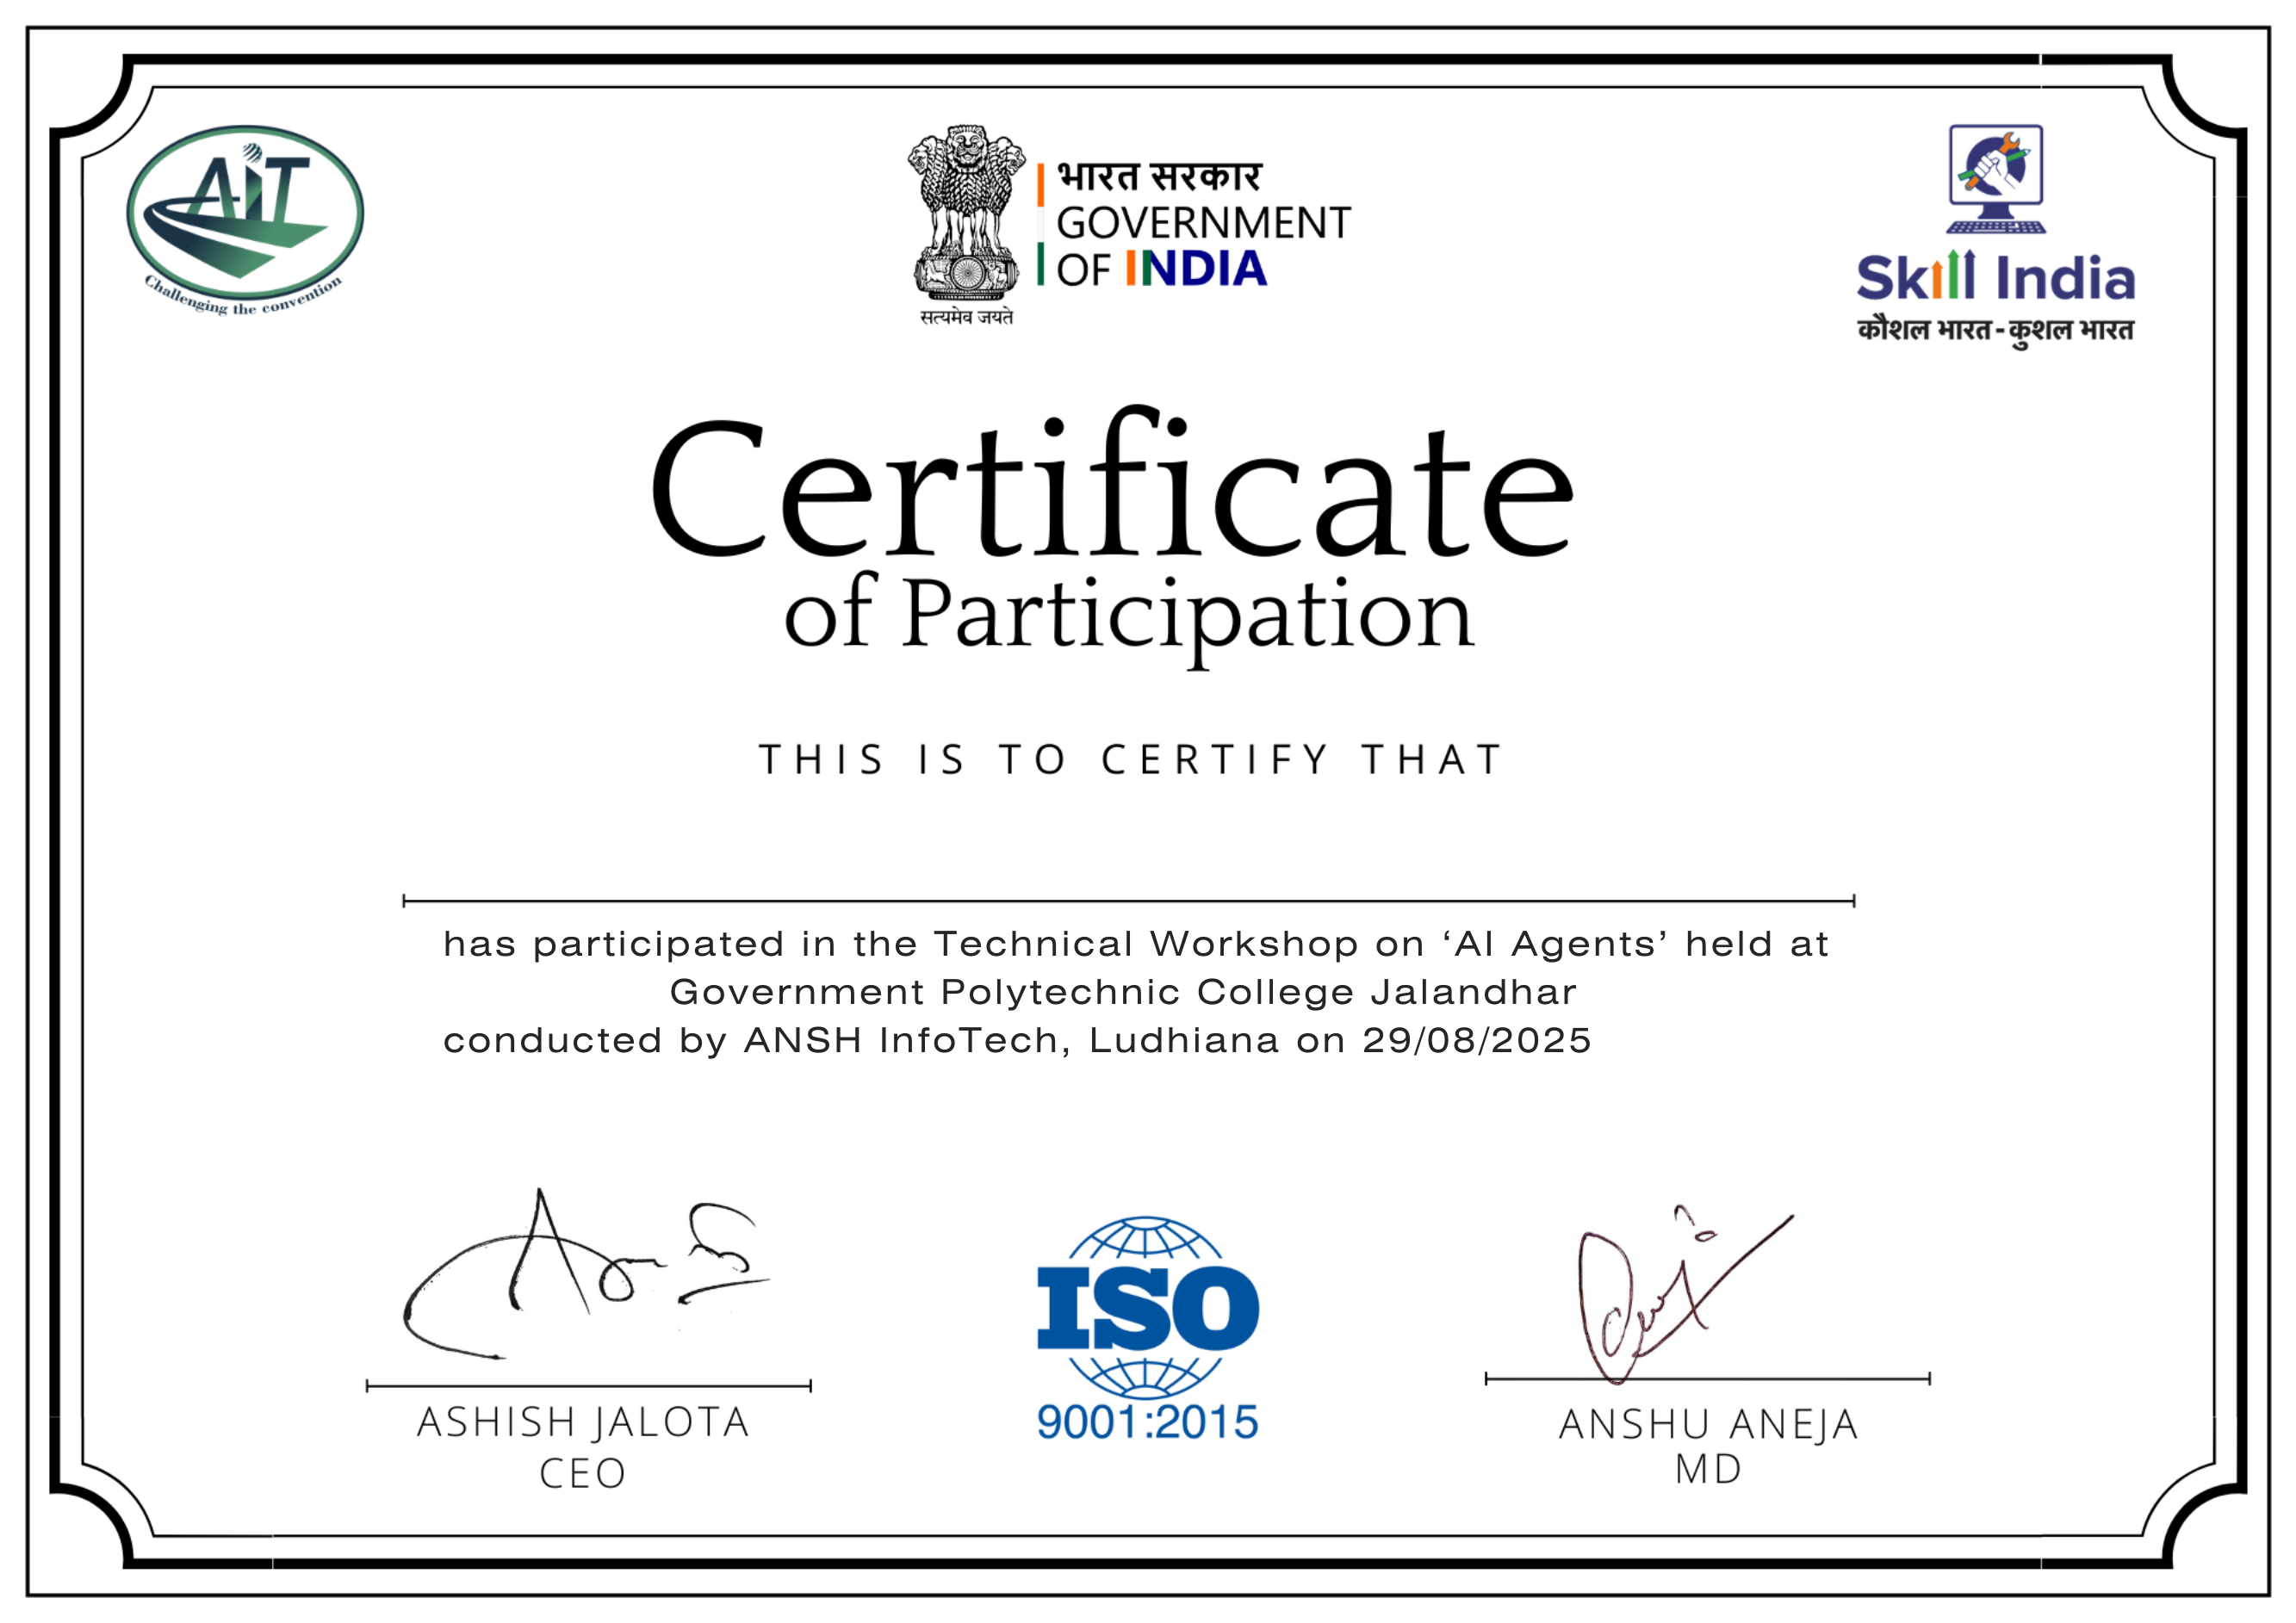 AiT
Challenging the convention
सत्यमेव जयते
भारत सरकार
GOVERNMENT
OF INDIA
Skill India
कौशल भारत - कुशल भारत
Certificate
of Participation
THIS IS TO CERTIFY THAT
has participated in the Technical Workshop on ‘AI Agents’ held at
Government Polytechnic College Jalandhar
conducted by ANSH InfoTech, Ludhiana on 29/08/2025
ASHISH JALOTA
CEO
ISO
9001:2015
ANSHU ANEJA
MD